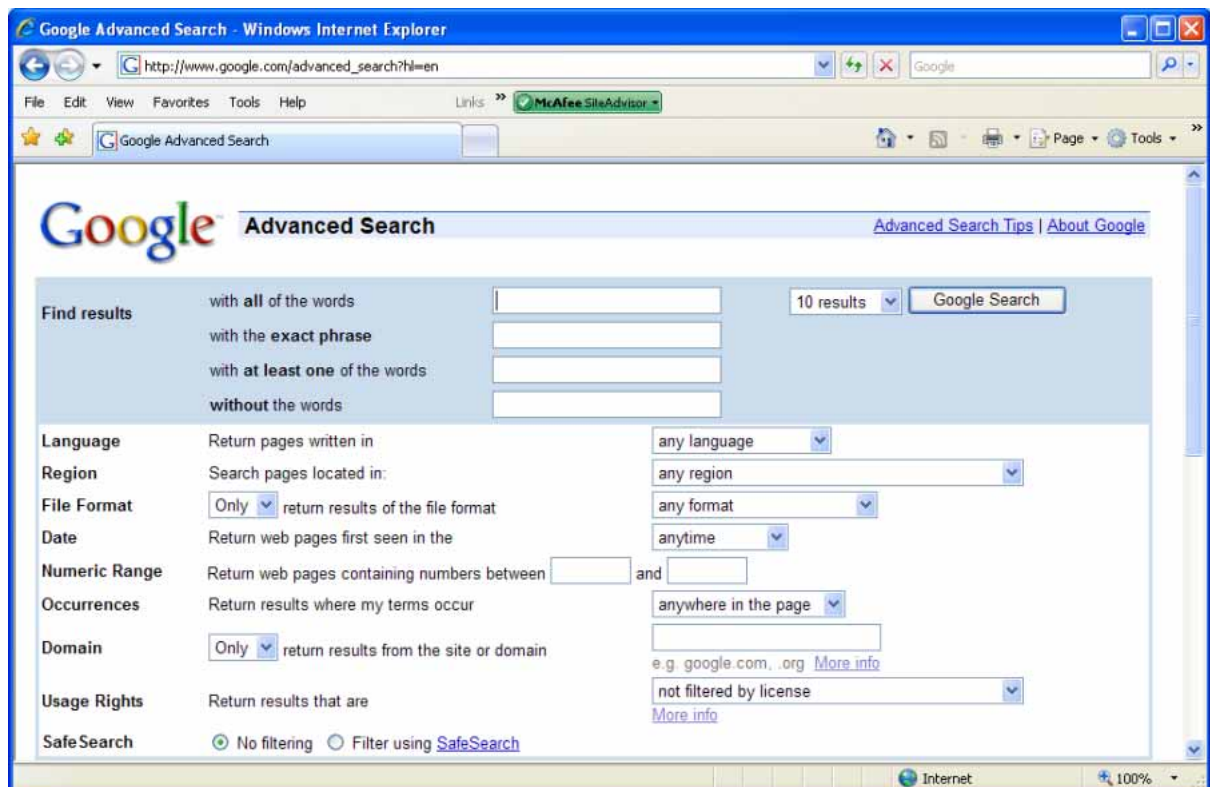 Google Advanced Search - Windows Internet Explorer
http://www.google.com/advanced_search?hl=en Google
File Edit View Favorites Tools Help Links » McAfee SiteAdvisor
Google Advanced Search Page Tools »
Google™ Advanced Search Advanced Search Tips | About Google
Find results with all of the words 10 results Google Search
with the exact phrase
with at least one of the words
without the words
Language Return pages written in any language
Region Search pages located in: any region
File Format Only return results of the file format any format
Date Return web pages first seen in the anytime
Numeric Range Return web pages containing numbers between and
Occurrences Return results where my terms occur anywhere in the page
Domain Only return results from the site or domain
e.g. google.com, .org More info
Usage Rights Return results that are not filtered by license
More info
SafeSearch No filtering Filter using SafeSearch
Internet 100%